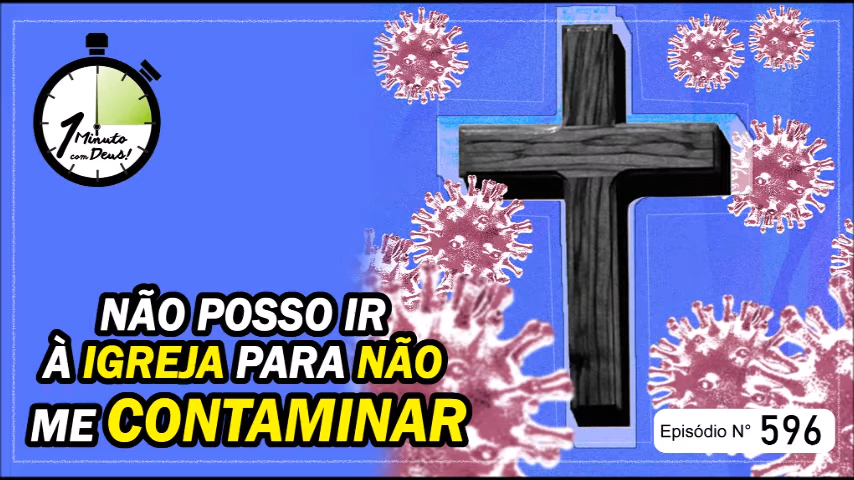 1 Minuto
com Deus!
NÃO POSSO IR
À IGREJA PARA NÃO
ME CONTAMINAR
Episódio N° 596